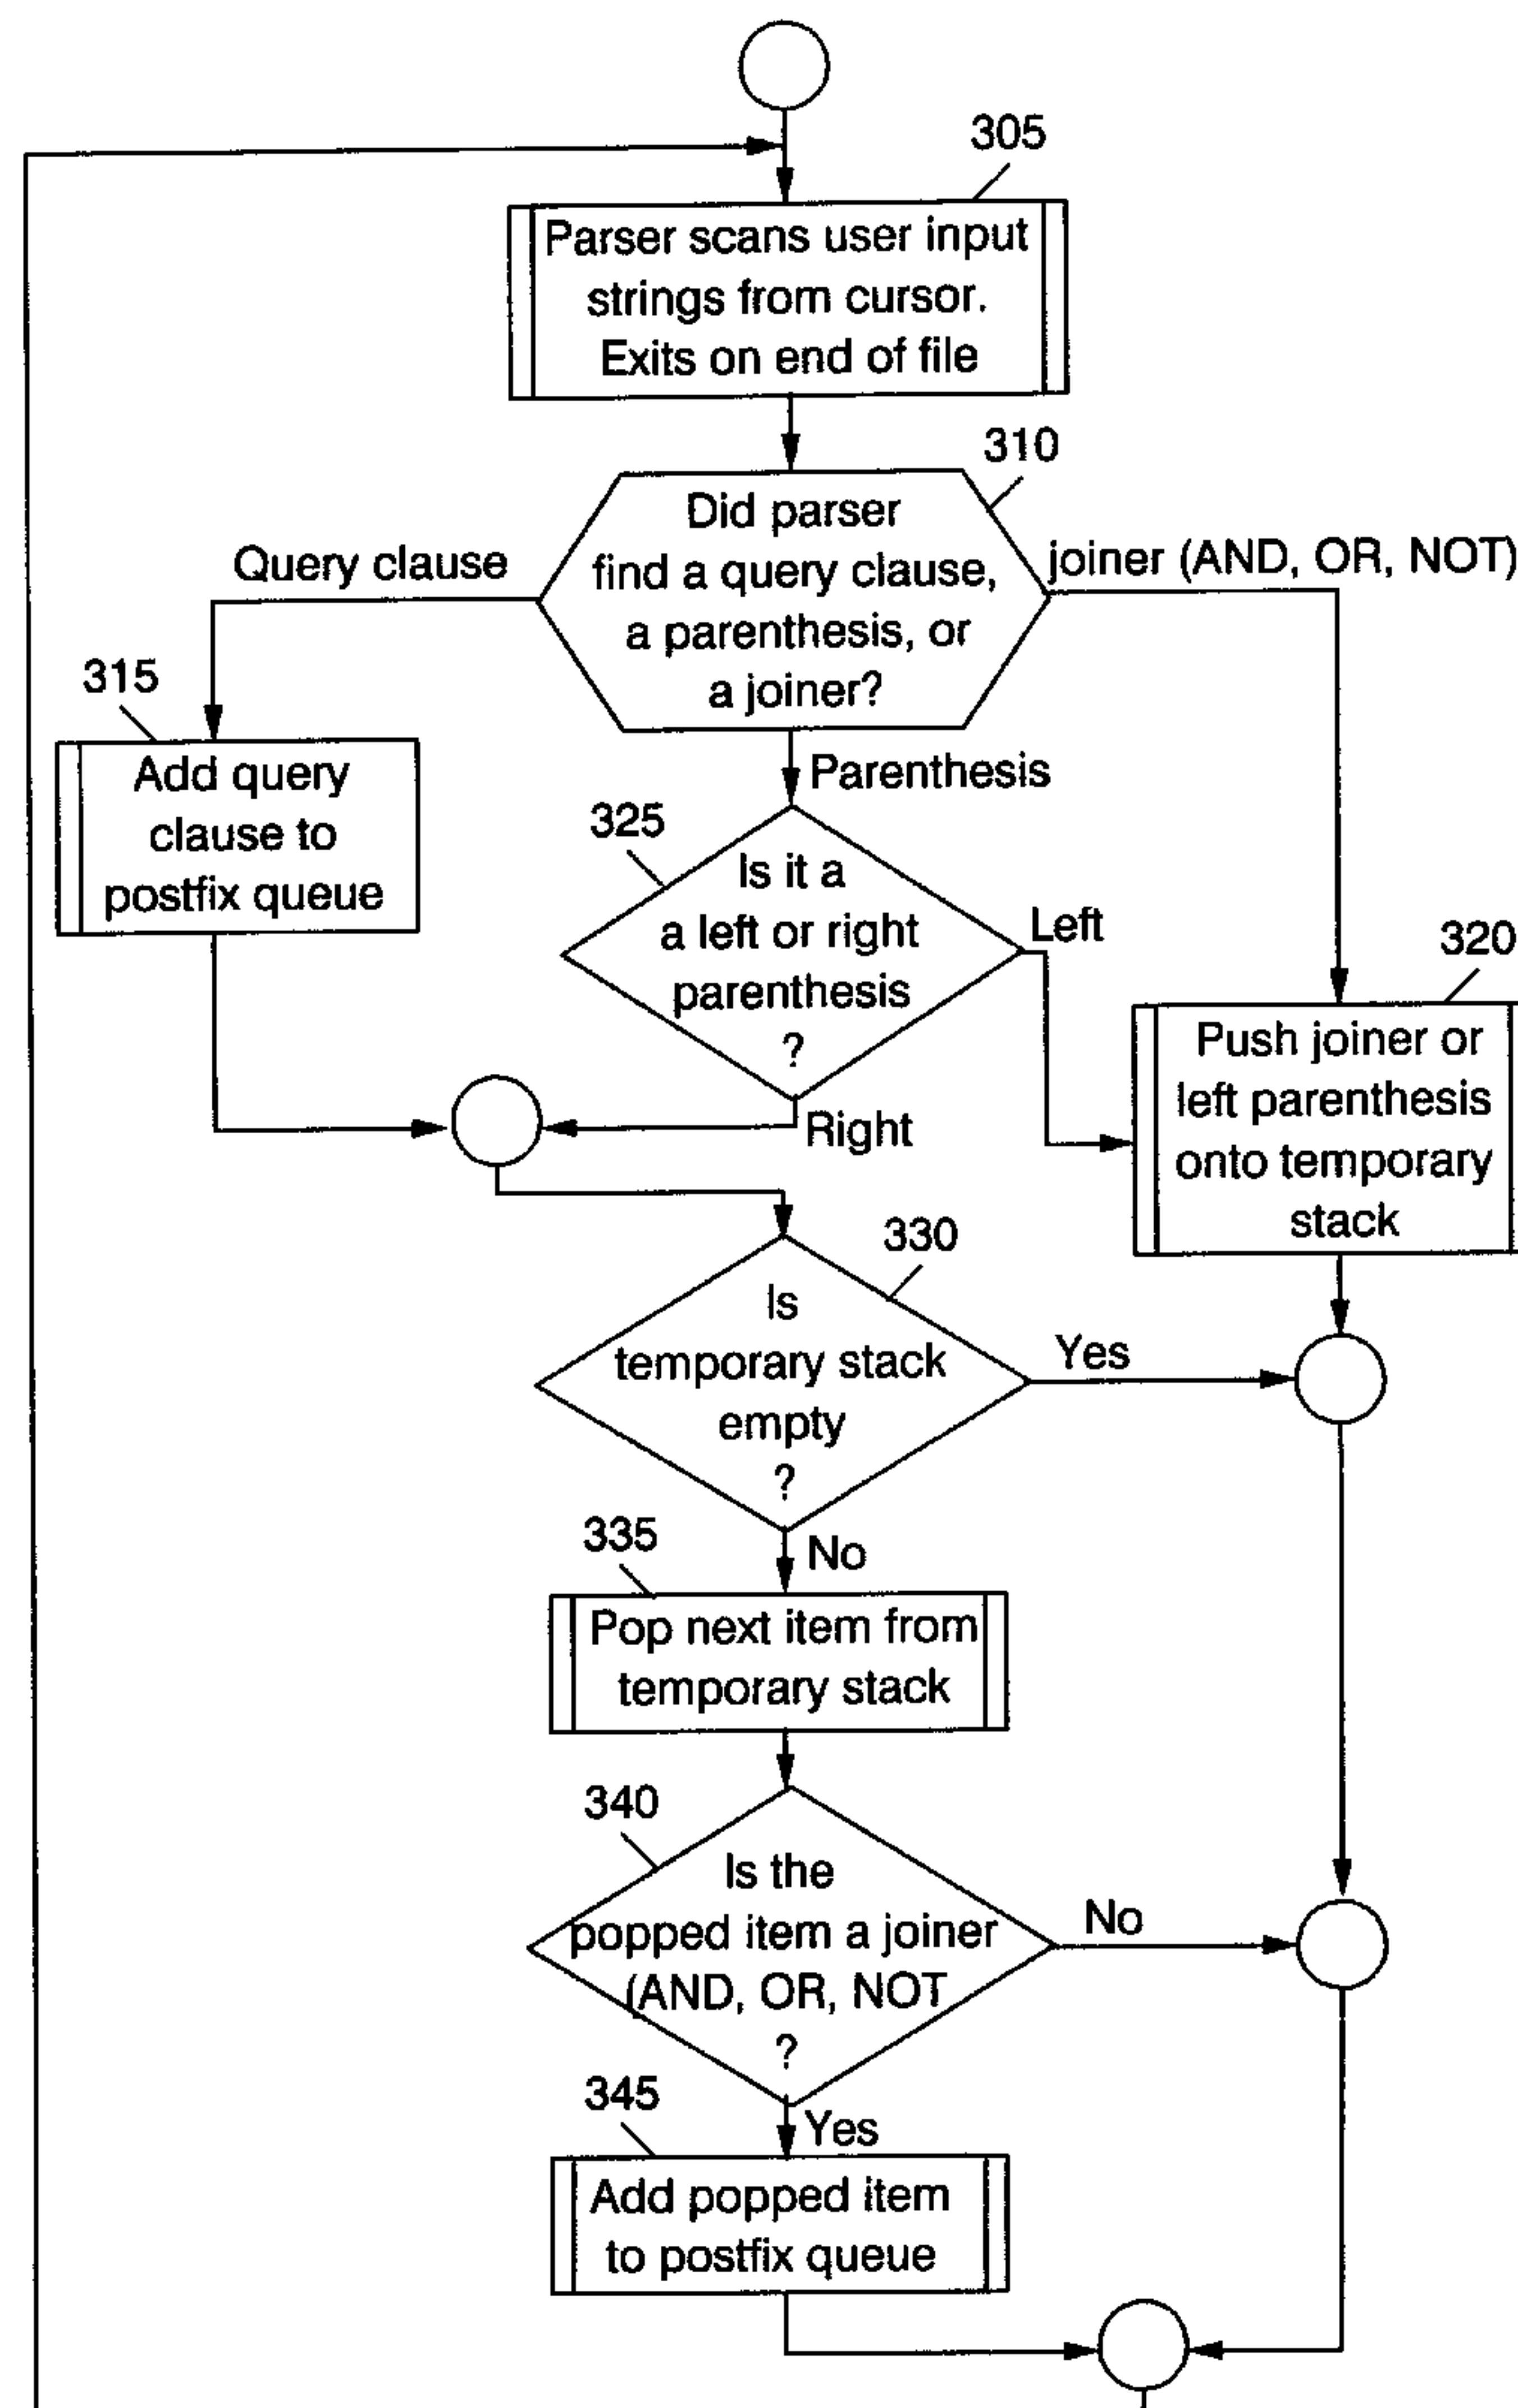 305
Parser scans user input
strings from cursor.
Exits on end of file
310
Did parser
find a query clause,
a parenthesis, or
a joiner?
Query clause
joiner (AND, OR, NOT)
315
Add query
clause to
postfix queue
Parenthesis
325
Is it a
a left or right
parenthesis
?
Left
Right
320
Push joiner or
left parenthesis
onto temporary
stack
330
Is
temporary stack
empty
?
Yes
No
335
Pop next item from
temporary stack
340
Is the
popped item a joiner
(AND, OR, NOT
?
No
Yes
345
Add popped item
to postfix queue